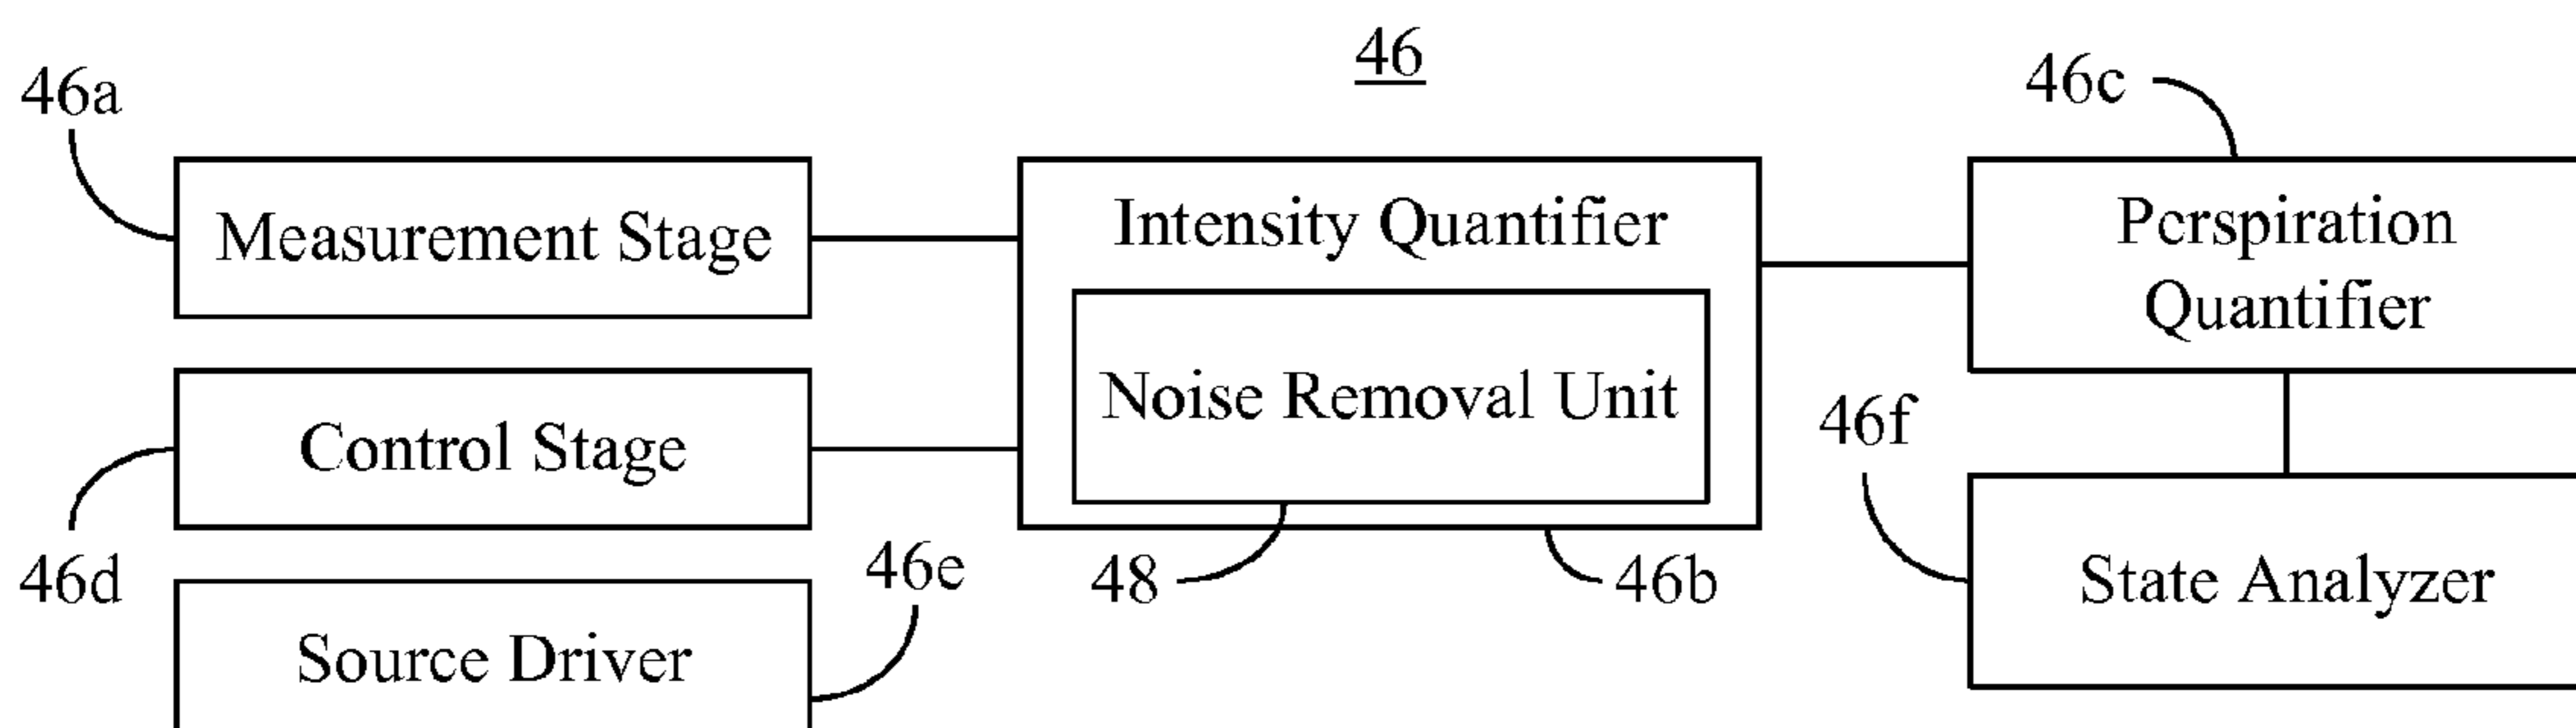 46
46a
46c
Measurement Stage
Intensity Quantifier
Perspiration
Quantifier
Noise Removal Unit
46f
Control Stage
46d
46e
48
46b
State Analyzer
Source Driver